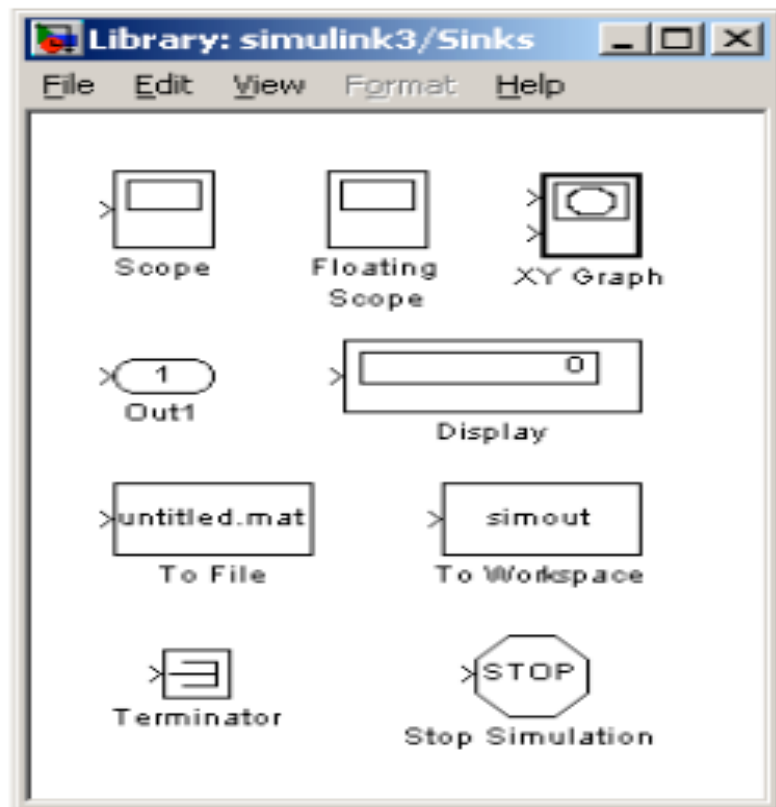 Library: simulink3/Sinks
File Edit View Format Help
Scope
Floating
Scope
XY Graph
1
Out1
0
Display
untitled.mat
To File
simout
To Workspace
Terminator
STOP
Stop Simulation